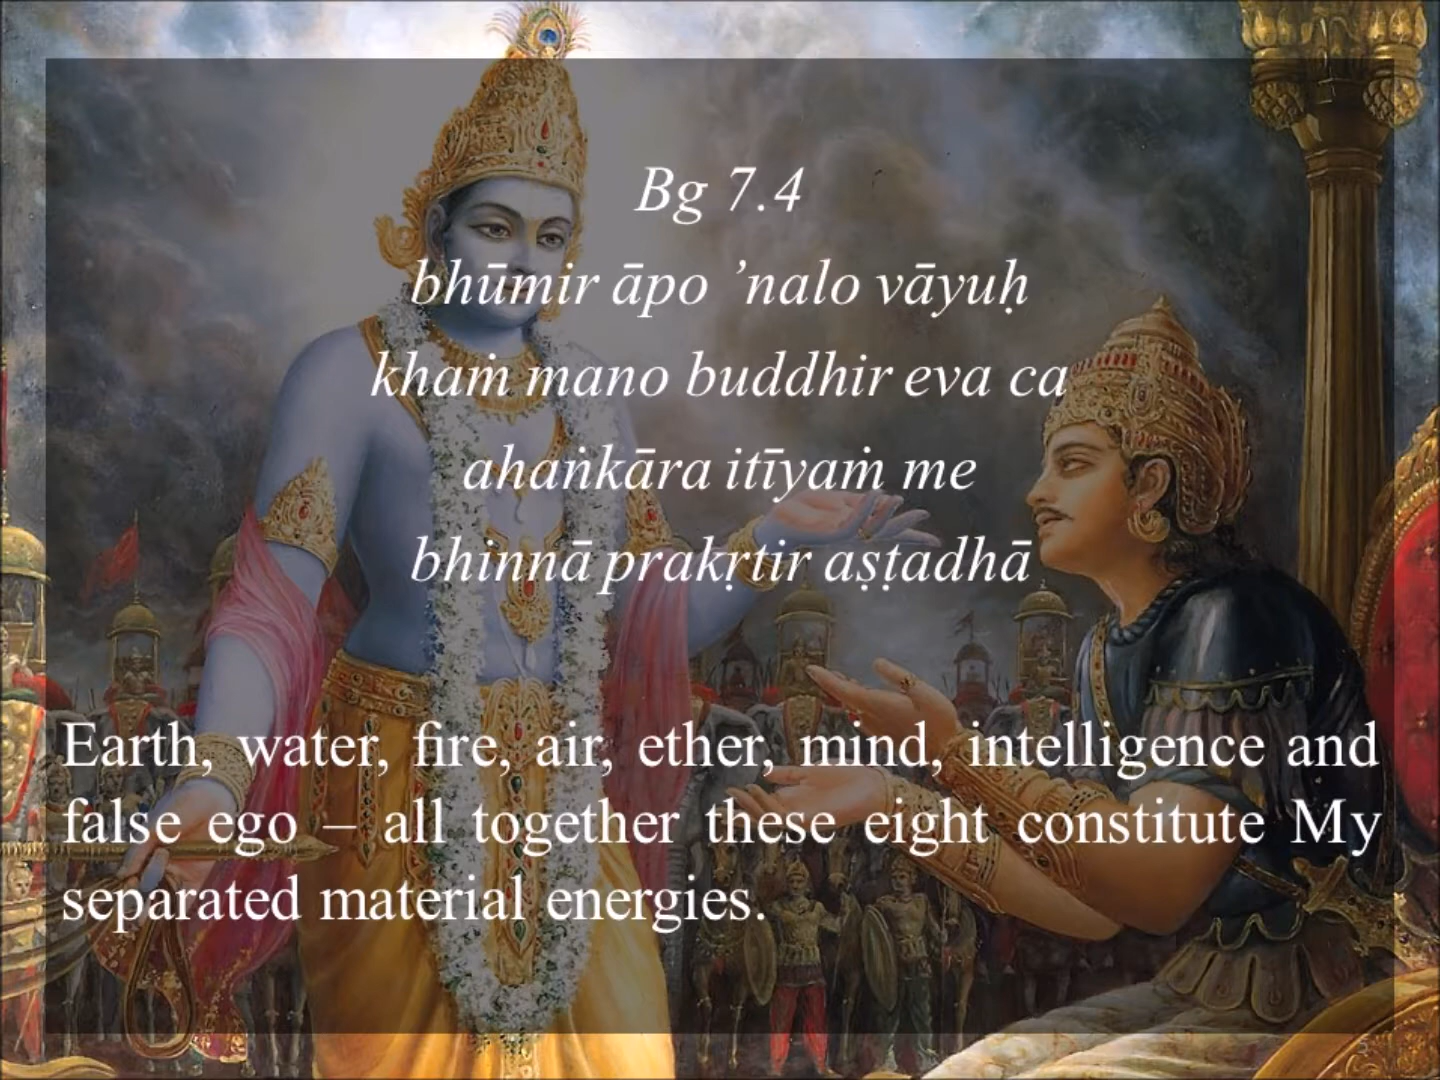 Bg 7.4
bhūmir āpo ’nalo vāyuḥ
khaṁ mano buddhir eva ca
ahaṅkāra itīyaṁ me
bhinnā prakṛtir aṣṭadhā
Earth, water, fire, air, ether, mind, intelligence and
false ego – all together these eight constitute My
separated material energies.